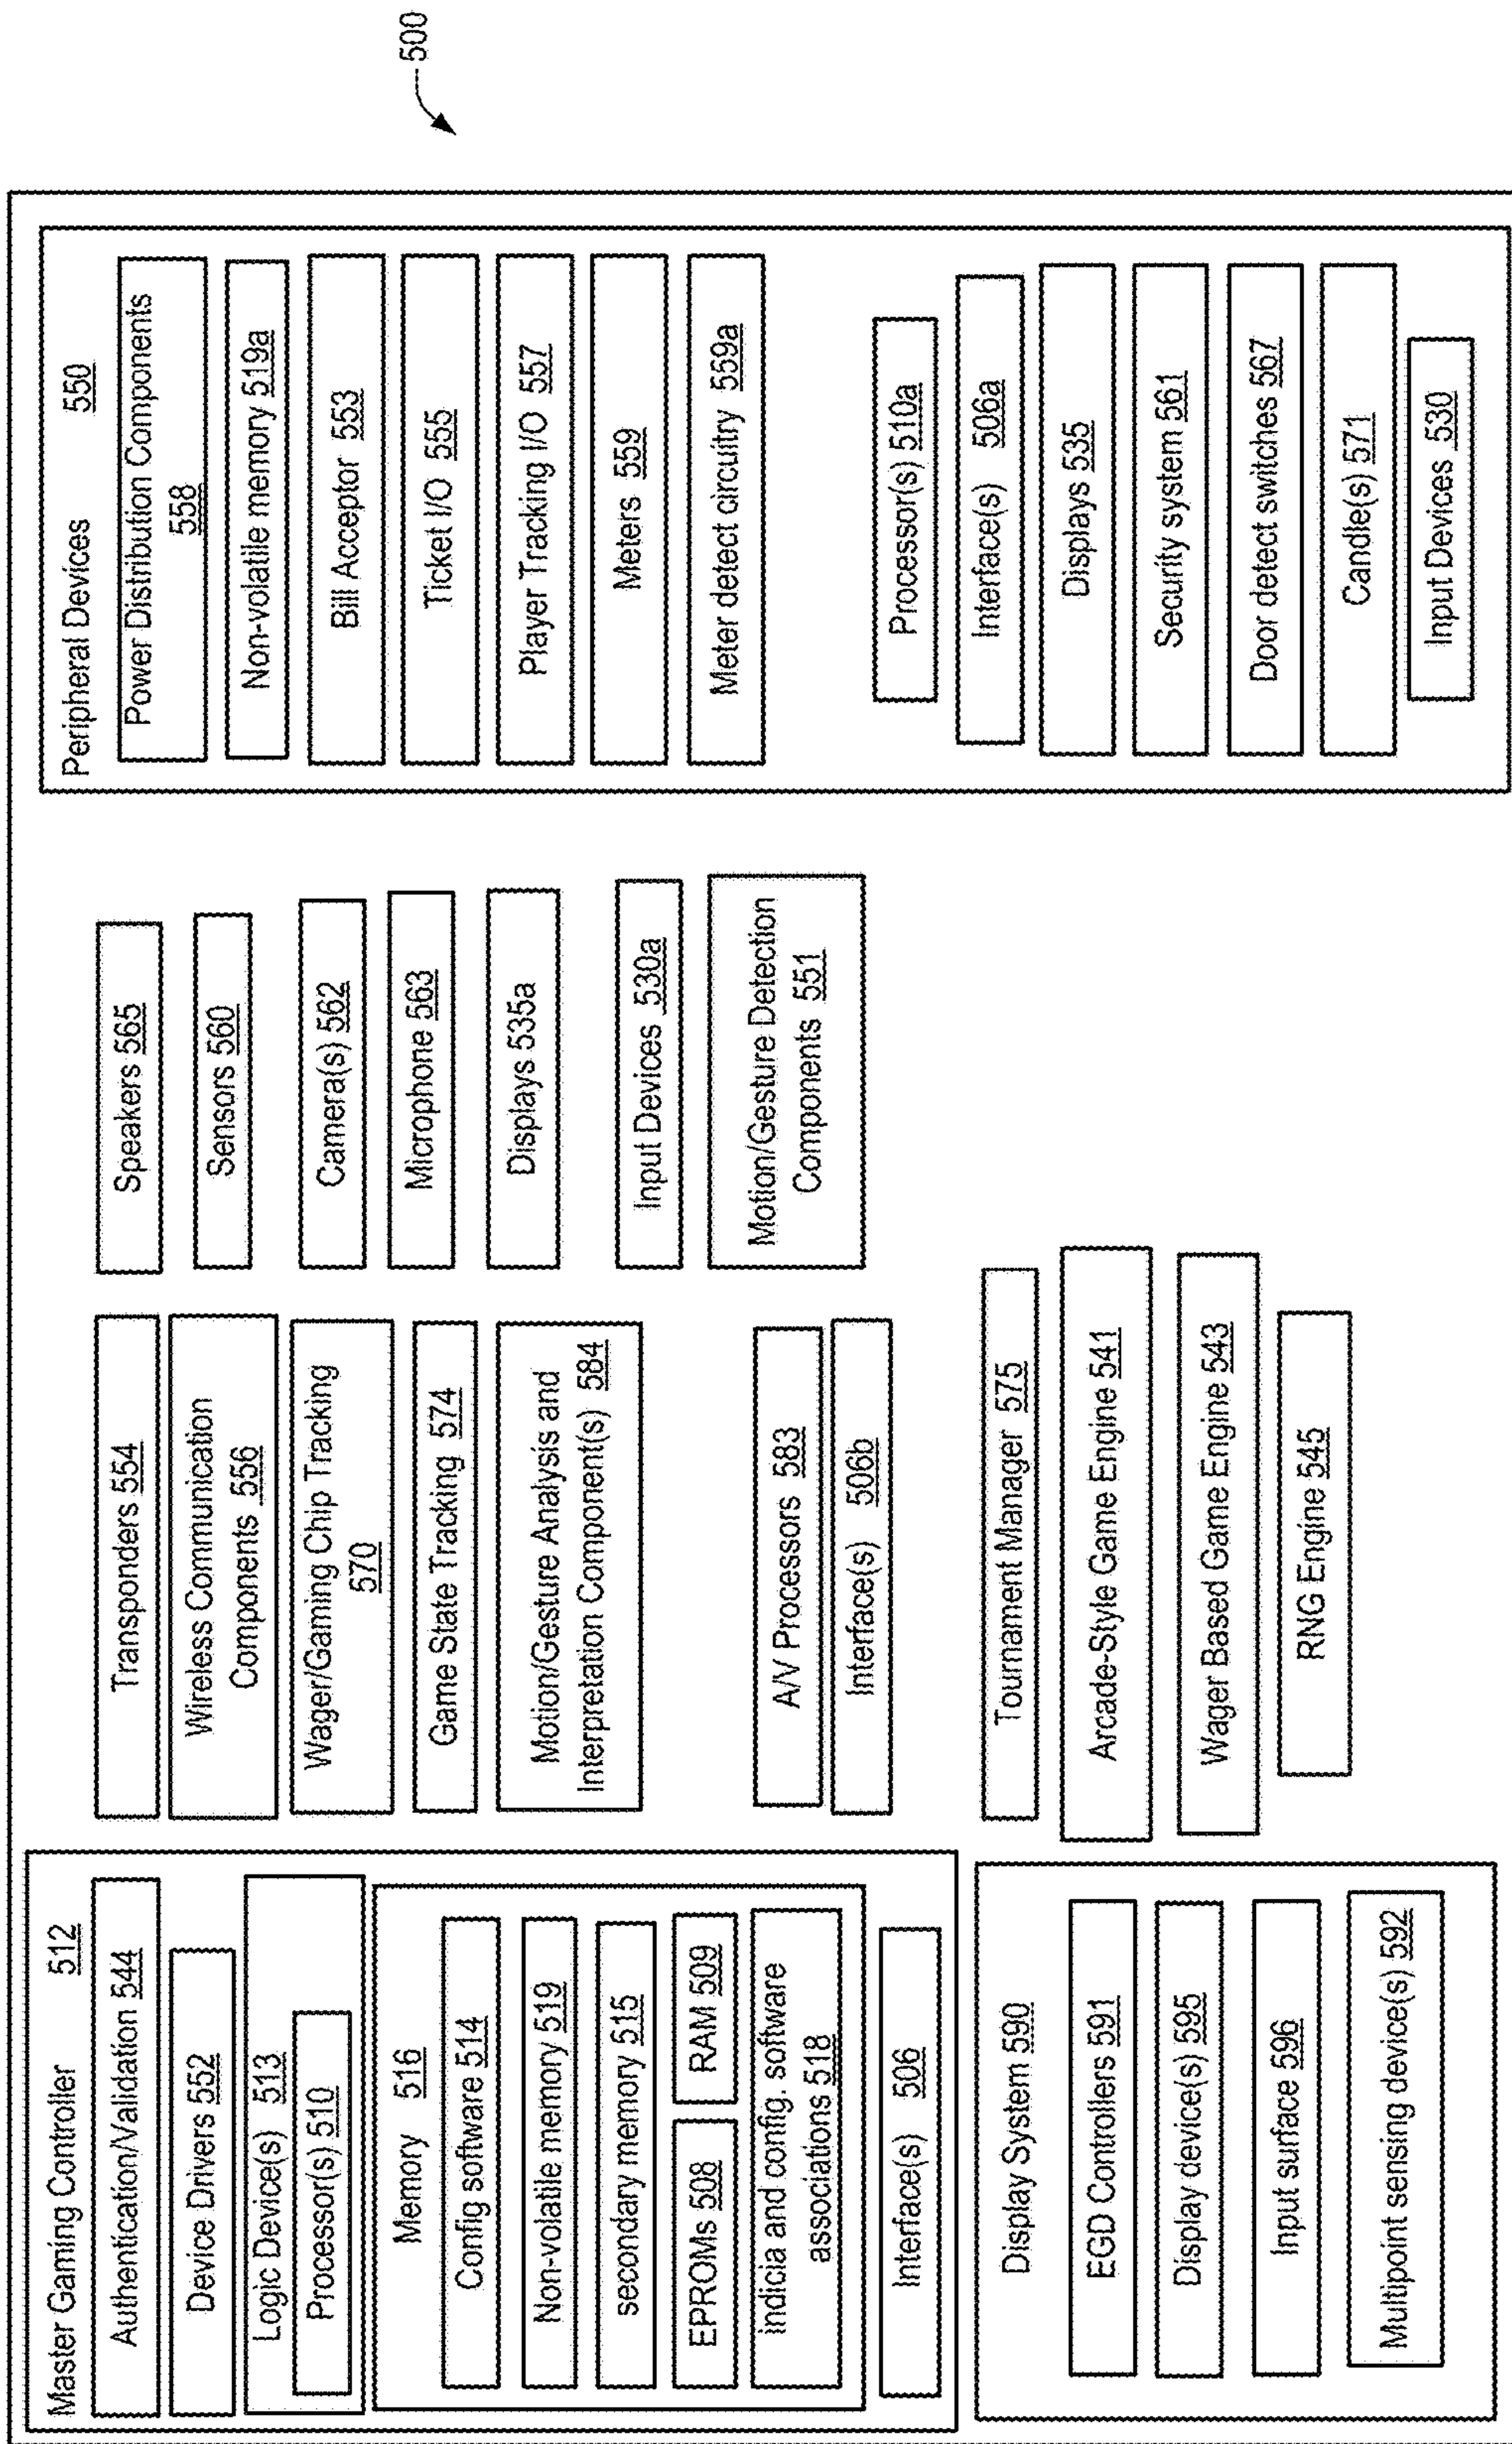 500
Master Gaming Controller 512
Authentication/Validation 544
Device Drivers 552
Logic Device(s) 513
Processor(s) 510
Memory 516
Config software 514
Non-volatile memory 519
secondary memory 515
EPROMs 508
RAM 509
indicia and config. software
associations 518
Interface(s) 506
Display System 590
EGD Controllers 591
Display device(s) 595
Input surface 596
Multipoint sensing device(s) 592
Transponders 554
Wireless Communication
Components 556
Wager/Gaming Chip Tracking
570
Game State Tracking 574
Motion/Gesture Analysis and
Interpretation Component(s) 584
A/V Processors 583
Interface(s) 506b
Tournament Manager 575
Arcade-Style Game Engine 541
Wager Based Game Engine 543
RNG Engine 545
Speakers 565
Sensors 560
Camera(s) 562
Microphone 563
Displays 535a
Input Devices 530a
Motion/Gesture Detection
Components 551
Peripheral Devices 550
Power Distribution Components
558
Non-volatile memory 519a
Bill Acceptor 553
Ticket I/O 555
Player Tracking I/O 557
Meters 559
Meter detect circuitry 559a
Processor(s) 510a
Interface(s) 506a
Displays 535
Security system 561
Door detect switches 567
Candle(s) 571
Input Devices 530